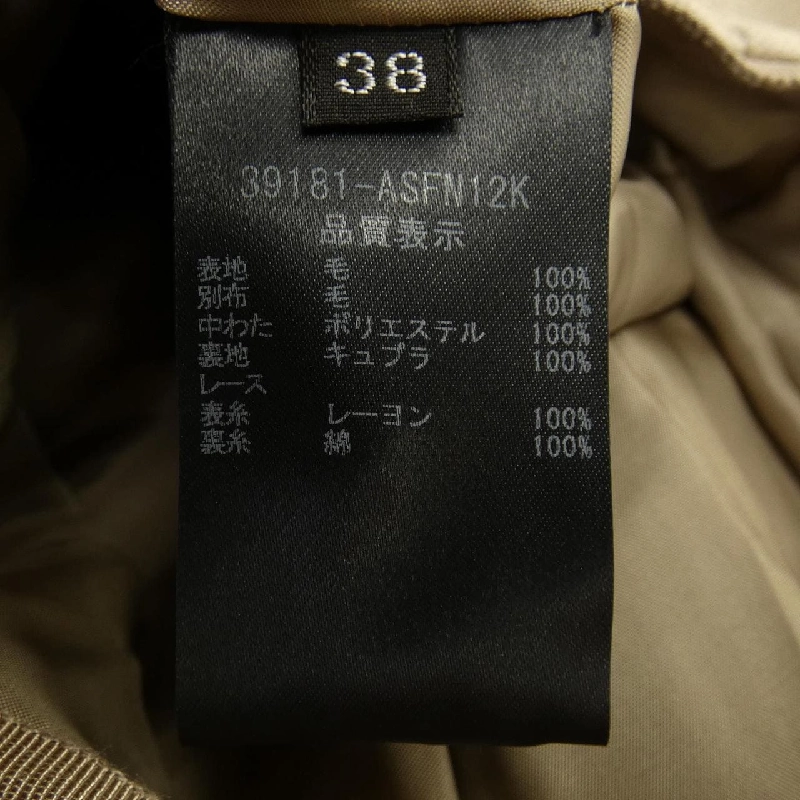 38
39181-ASFN12K
品質表示
表地 毛 100%
別布 毛 100%
中わた ポリエステル 100%
裏地 キュプラ 100%
レース
表糸 レーヨン 100%
裏糸 綿 100%